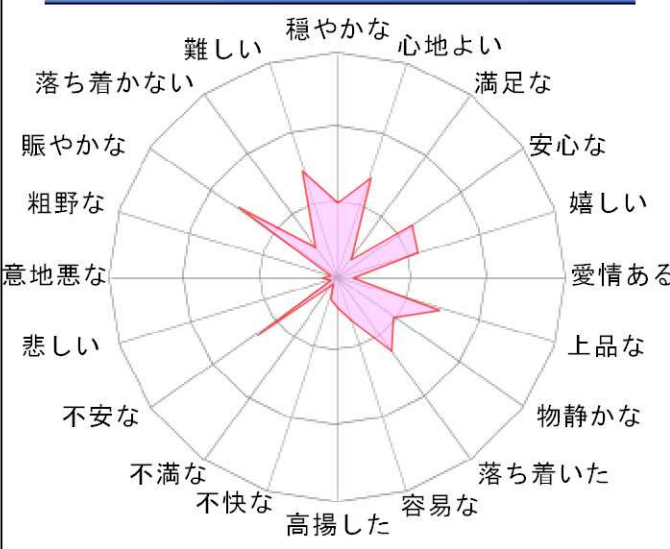 穏やかな
心地よい
満足な
安心な
嬉しい
愛情ある
上品な
物静かな
落ち着いた
容易な
高揚した
不快な
不満な
不安な
悲しい
意地悪な
粗野な
賑やかな
落ち着かない
難しい